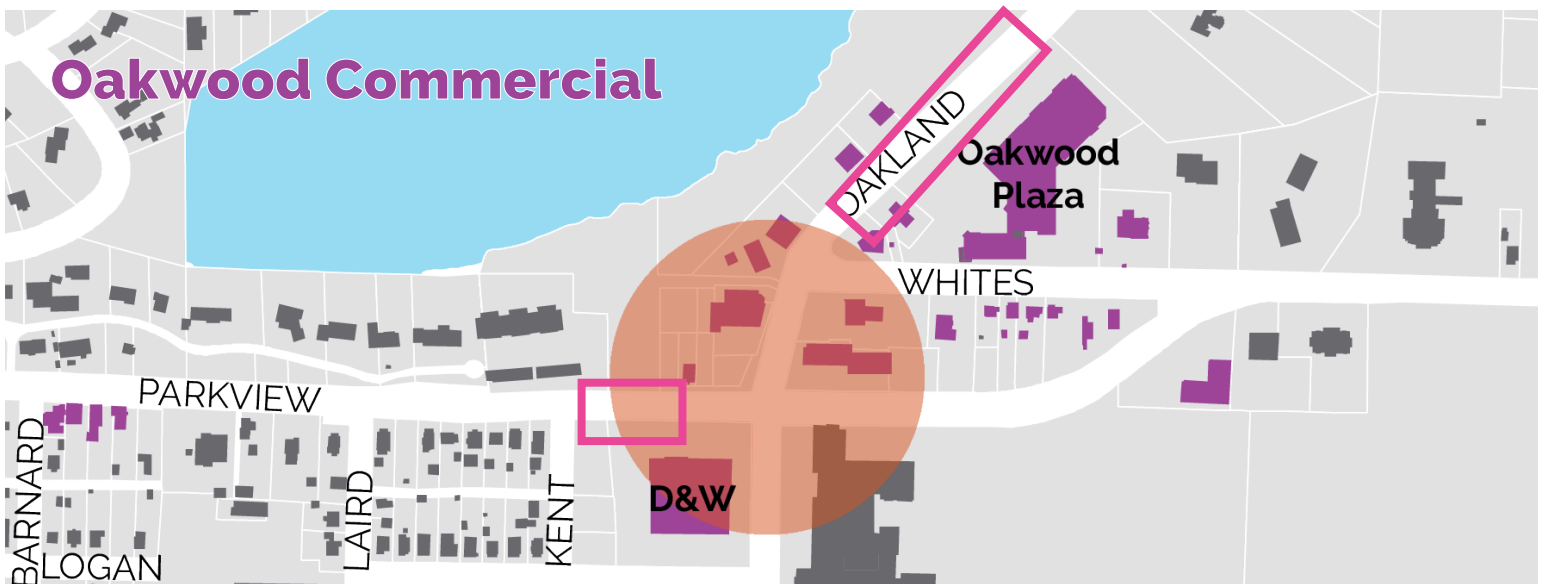 Oakwood Commercial
OAKLAND
Oakwood
Plaza
WHITES
PARKVIEW
BARNARD
LAIRD
KENT
D&W
LOGAN